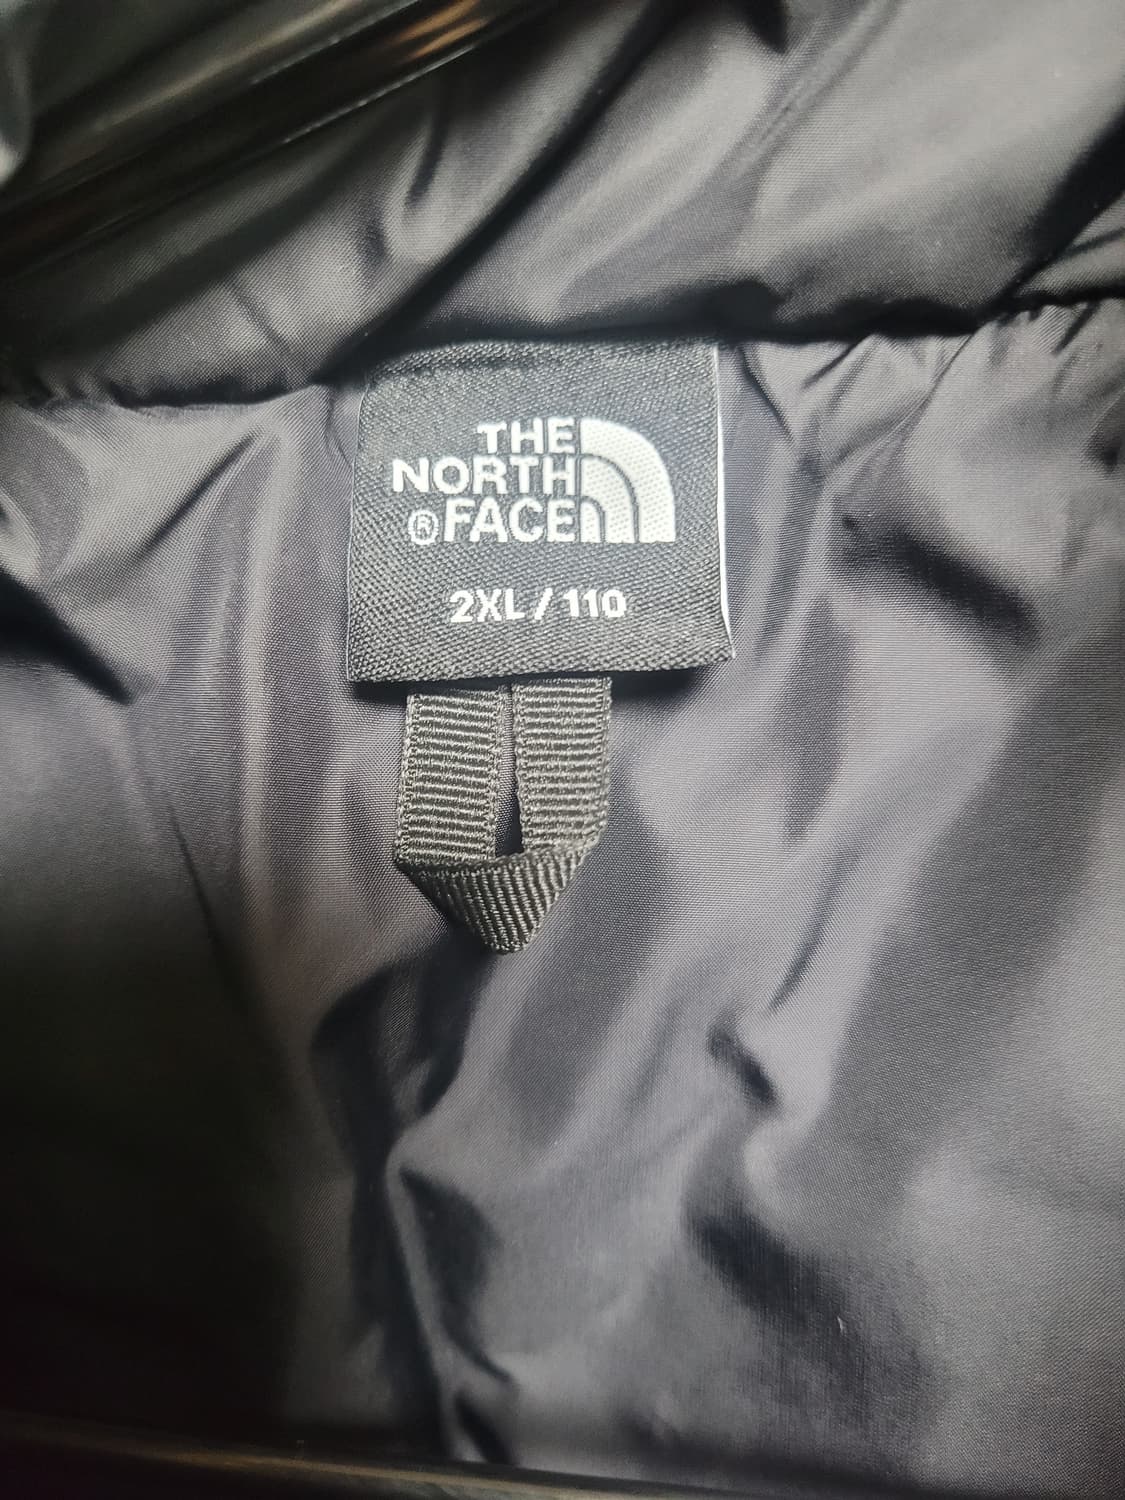 THE
NORTH
® FACE
2XL / 110